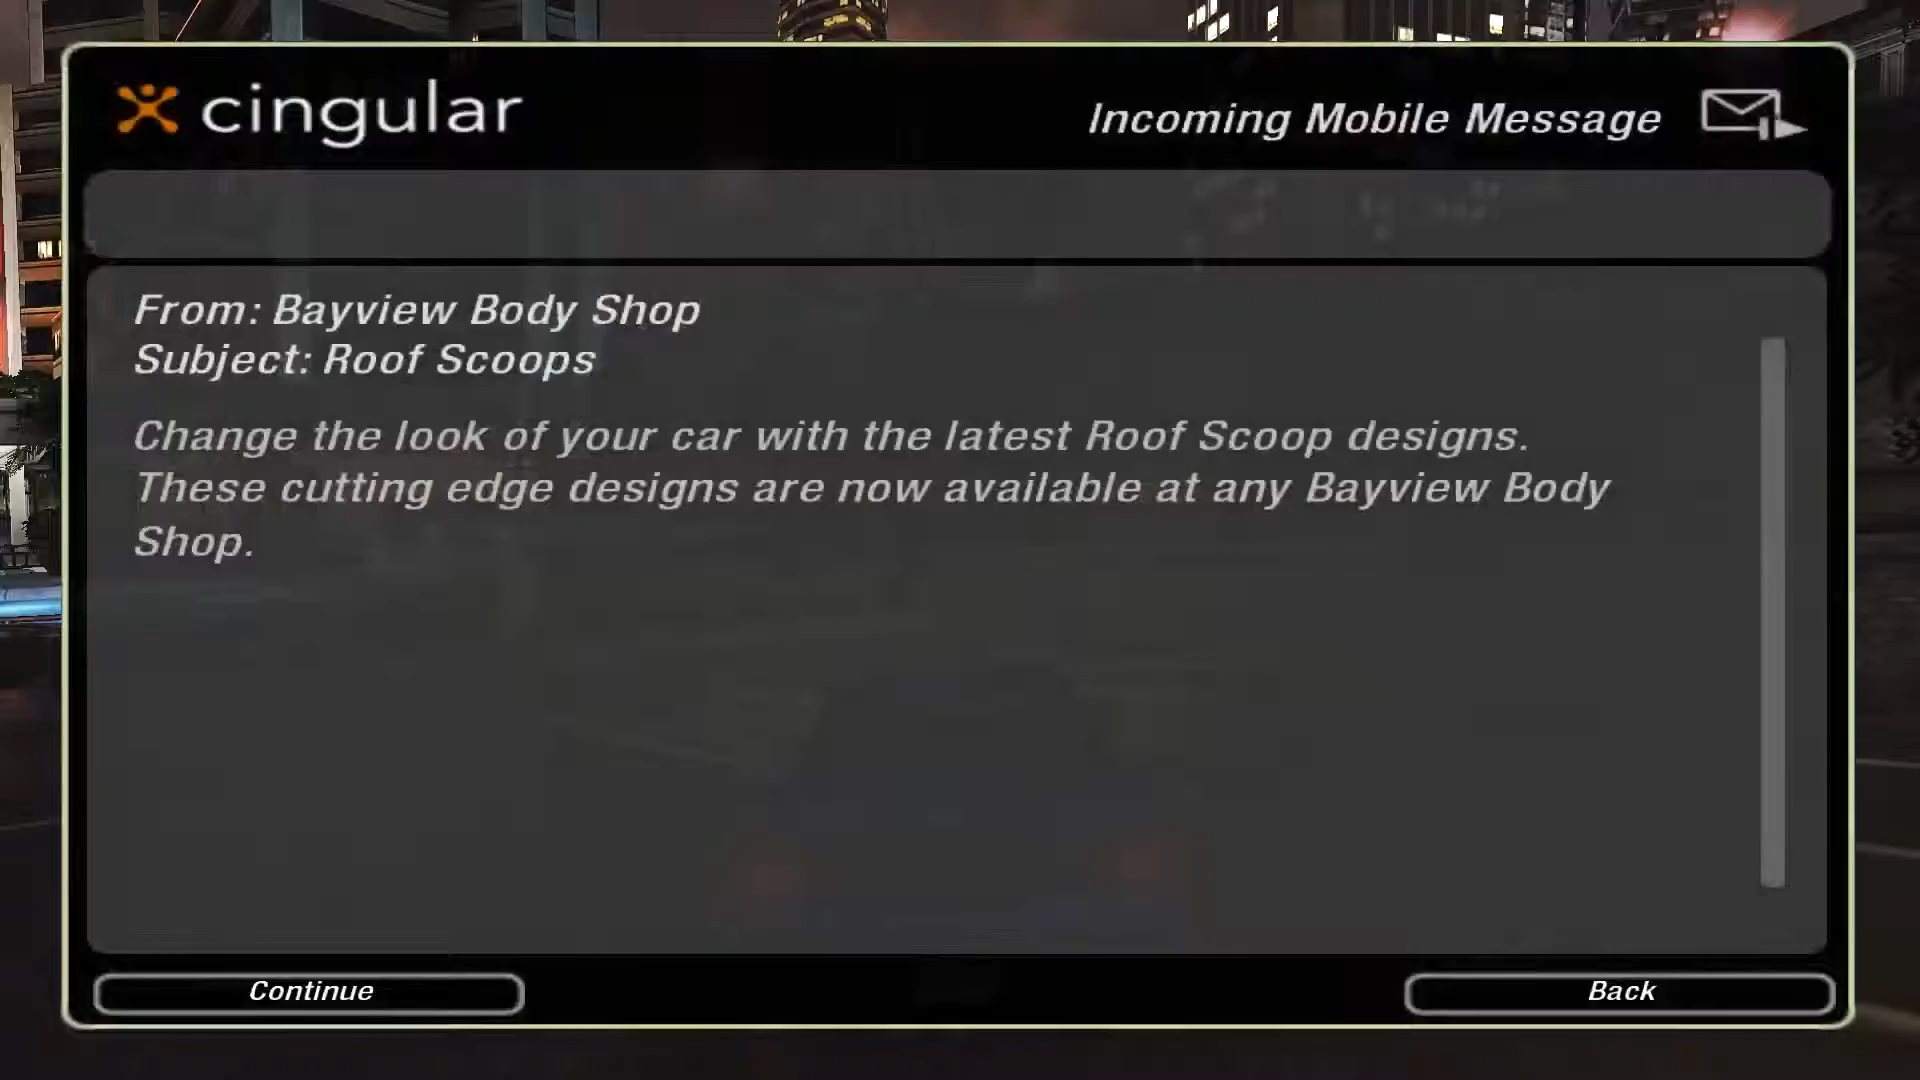 cingular
Incoming Mobile Message
From: Bayview Body Shop
Subject: Roof Scoops
Change the look of your car with the latest Roof Scoop designs.
These cutting edge designs are now available at any Bayview Body
Shop.
Continue
Back